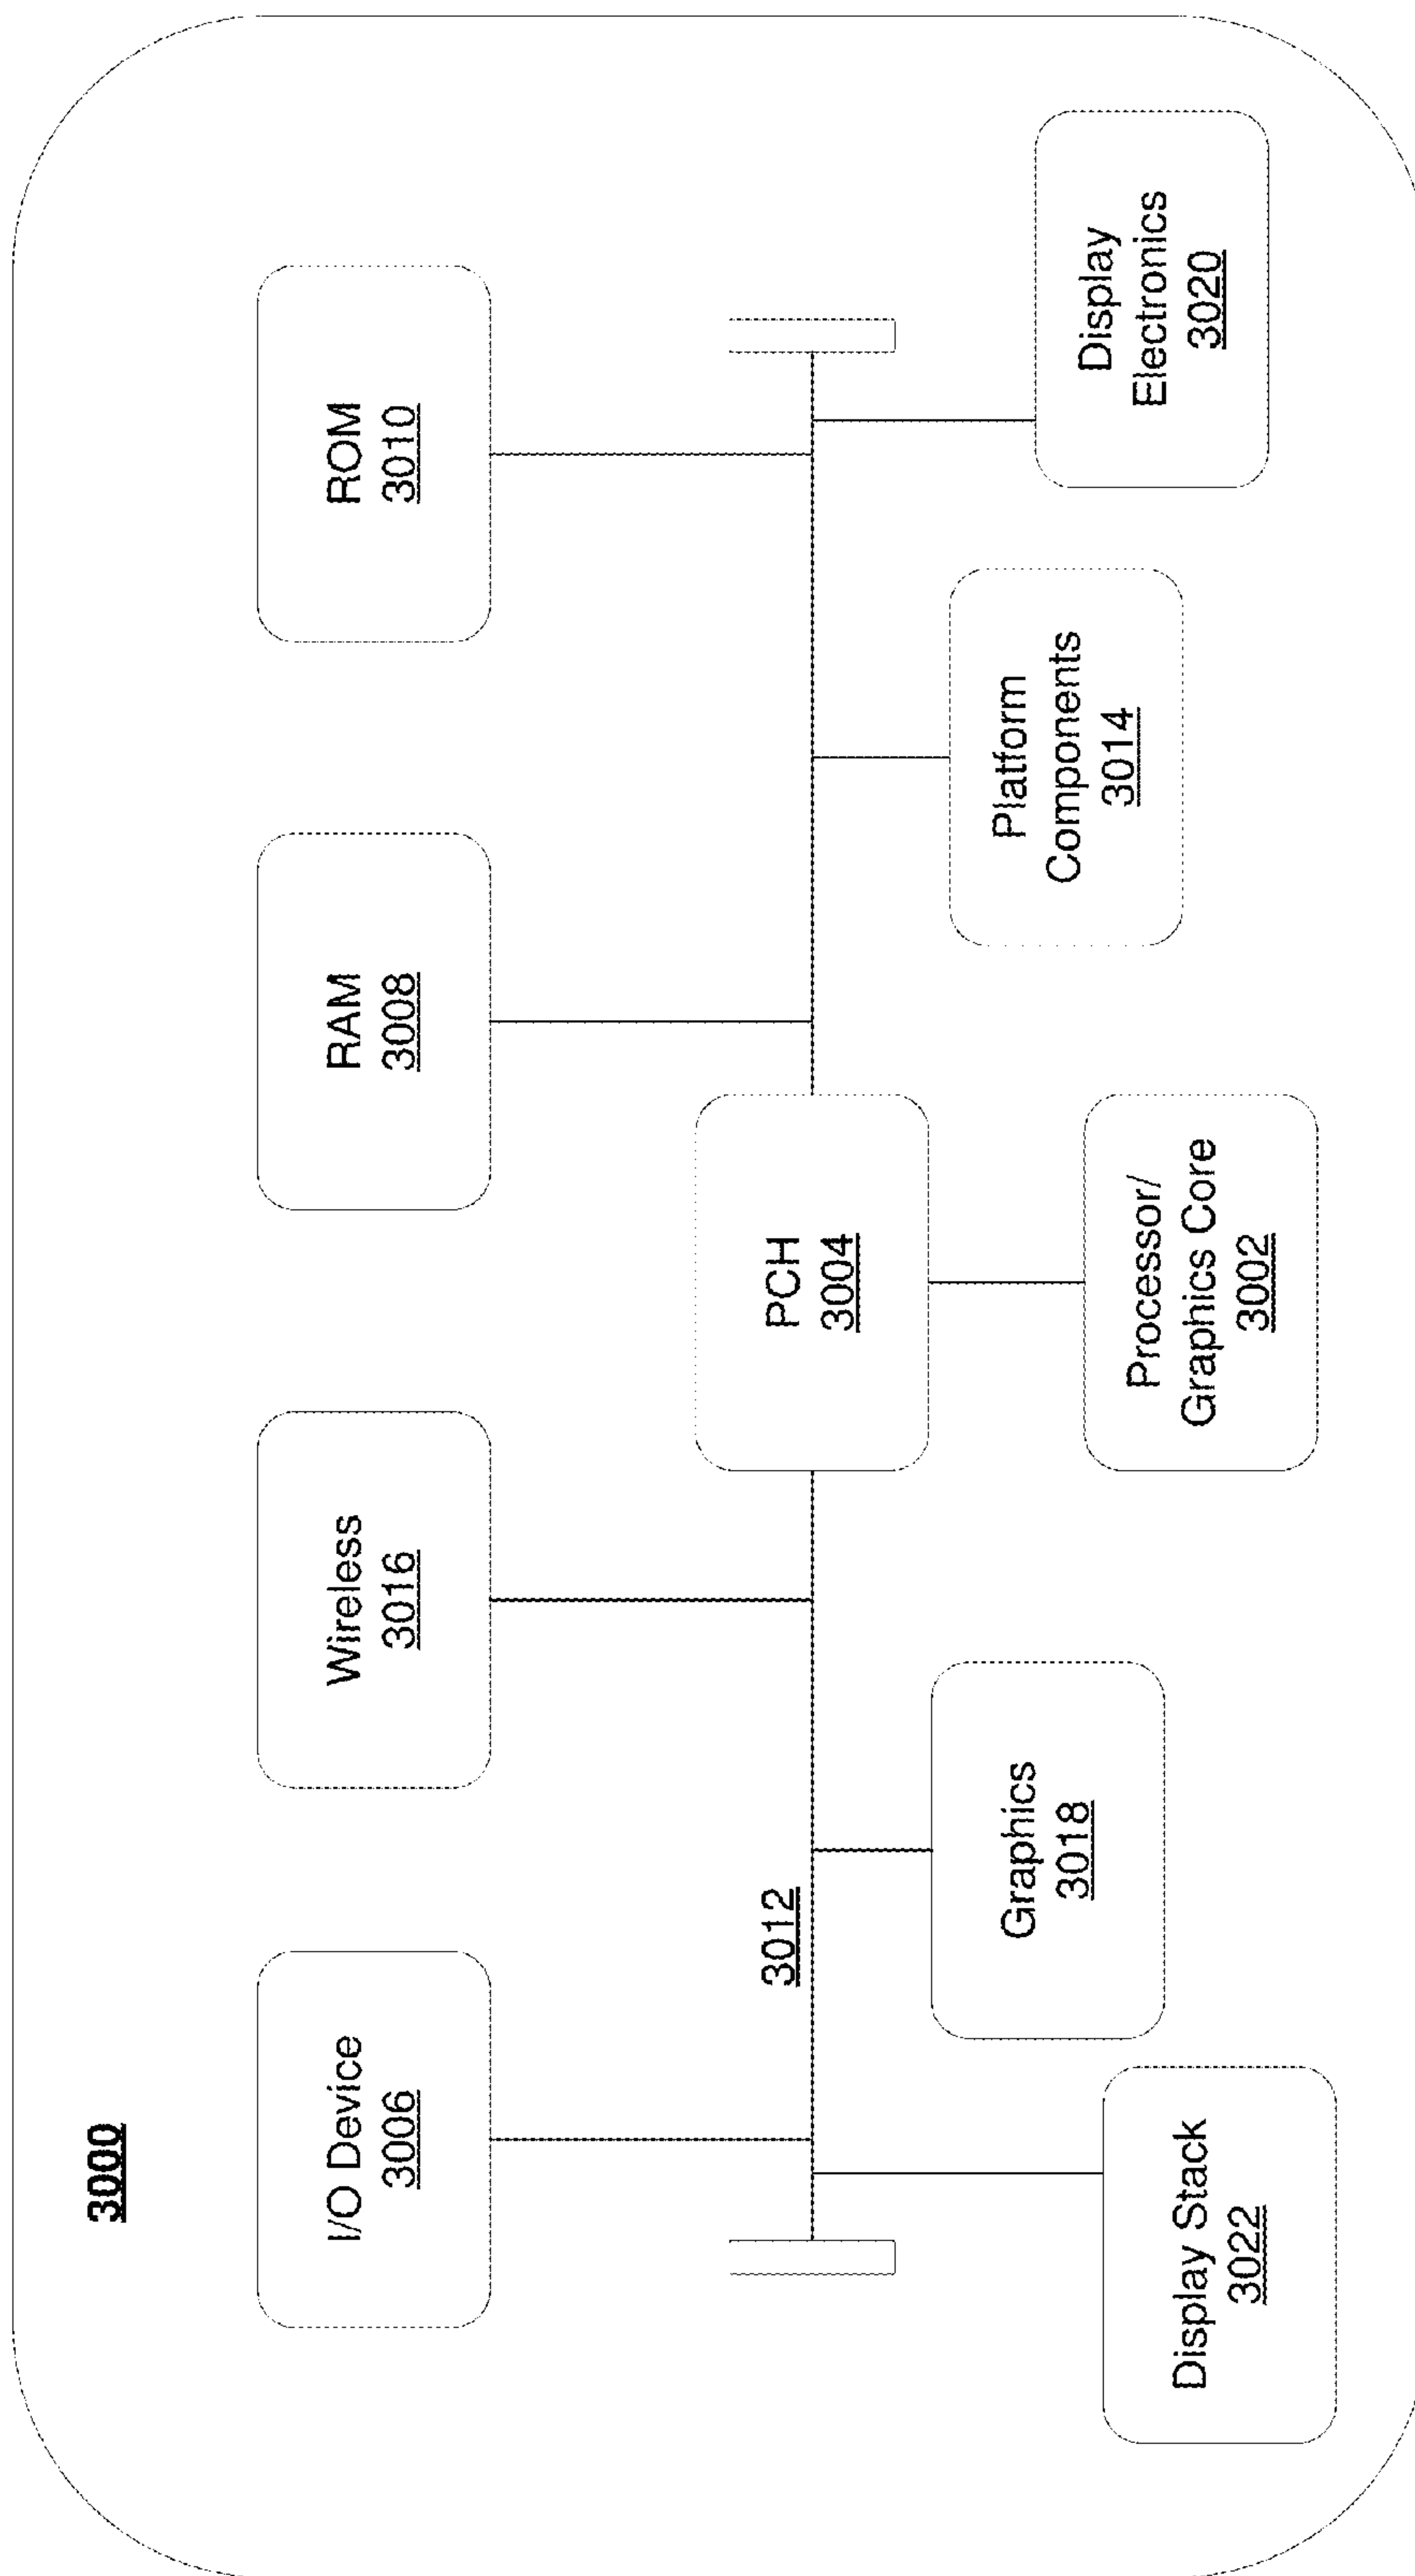 3000
I/O Device
3006
Wireless
3016
RAM
3008
ROM
3010
3012
PCH
3004
Display Stack
3022
Graphics
3018
Processor/
Graphics Core
3002
Platform
Components
3014
Display
Electronics
3020